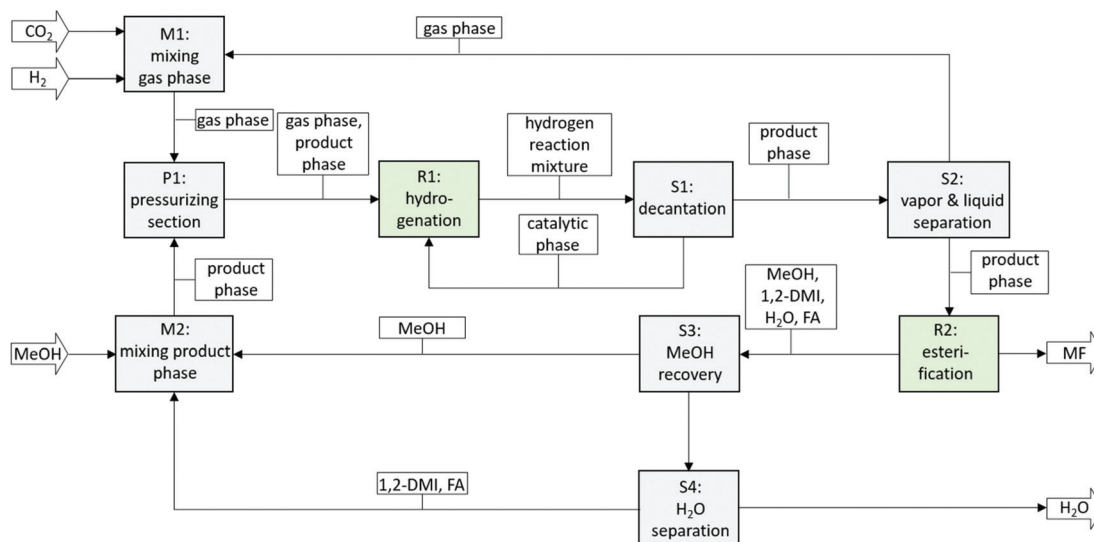 CO₂
H₂
M1:
mixing
gas phase
gas phase
gas phase
gas phase,
product
phase
hydrogen
reaction
mixture
product
phase
P1:
pressurizing
section
R1:
hydro-
genation
S1:
decantation
S2:
vapor & liquid
separation
catalytic
phase
product
phase
MeOH,
1,2-DMI,
H₂O, FA
product
phase
MeOH
M2:
mixing product
phase
MeOH
S3:
MeOH
recovery
R2:
esteri-
fication
MF
1,2-DMI, FA
S4:
H₂O
separation
H₂O